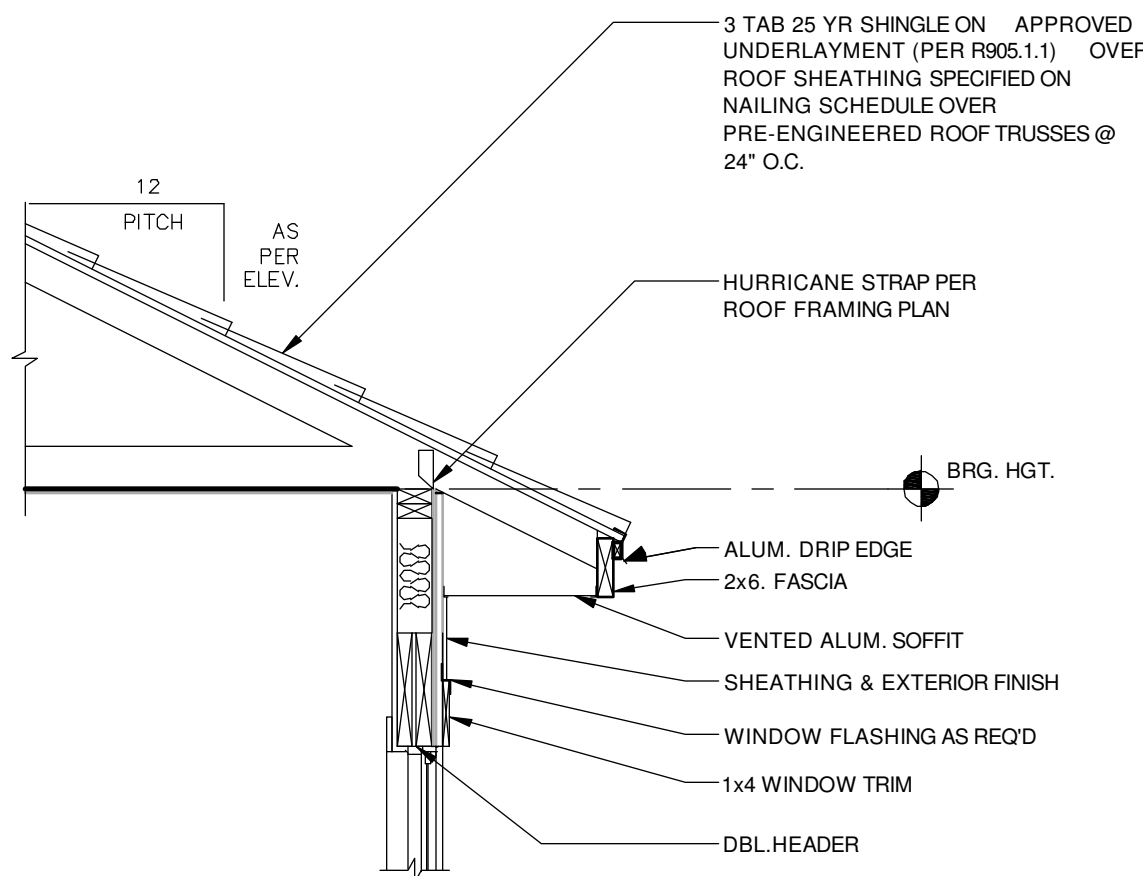 3 TAB 25 YR SHINGLE ON APPROVED
UNDERLAYMENT (PER R905.1.1) OVER
ROOF SHEATHING SPECIFIED ON
NAILING SCHEDULE OVER
PRE-ENGINEERED ROOF TRUSSES @
24" O.C.
12
PITCH
AS
PER
ELEV.
HURRICANE STRAP PER
ROOF FRAMING PLAN
BRG. HGT.
ALUM. DRIP EDGE
2x6. FASCIA
VENTED ALUM. SOFFIT
SHEATHING & EXTERIOR FINISH
WINDOW FLASHING AS REQ'D
1x4 WINDOW TRIM
DBL.HEADER